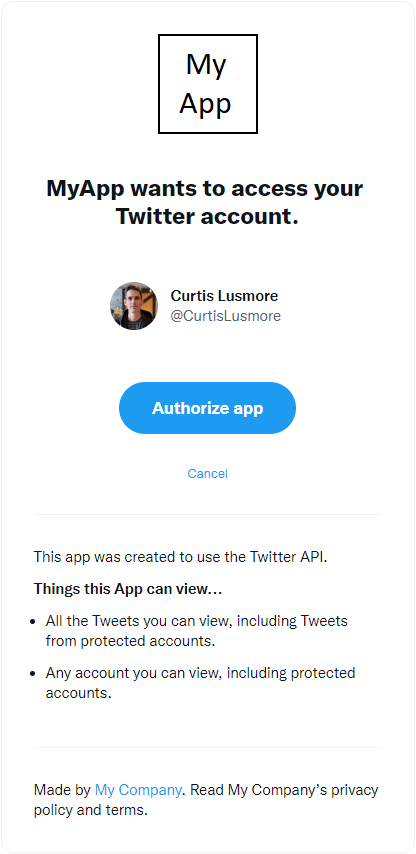 My
App
MyApp wants to access your
Twitter account.
Curtis Lusmore
@CurtisLusmore
Authorize app
Cancel
This app was created to use the Twitter API.
Things this App can view...
All the Tweets you can view, including Tweets
from protected accounts.
Any account you can view, including protected
accounts.
Made by My Company. Read My Company’s privacy
policy and terms.